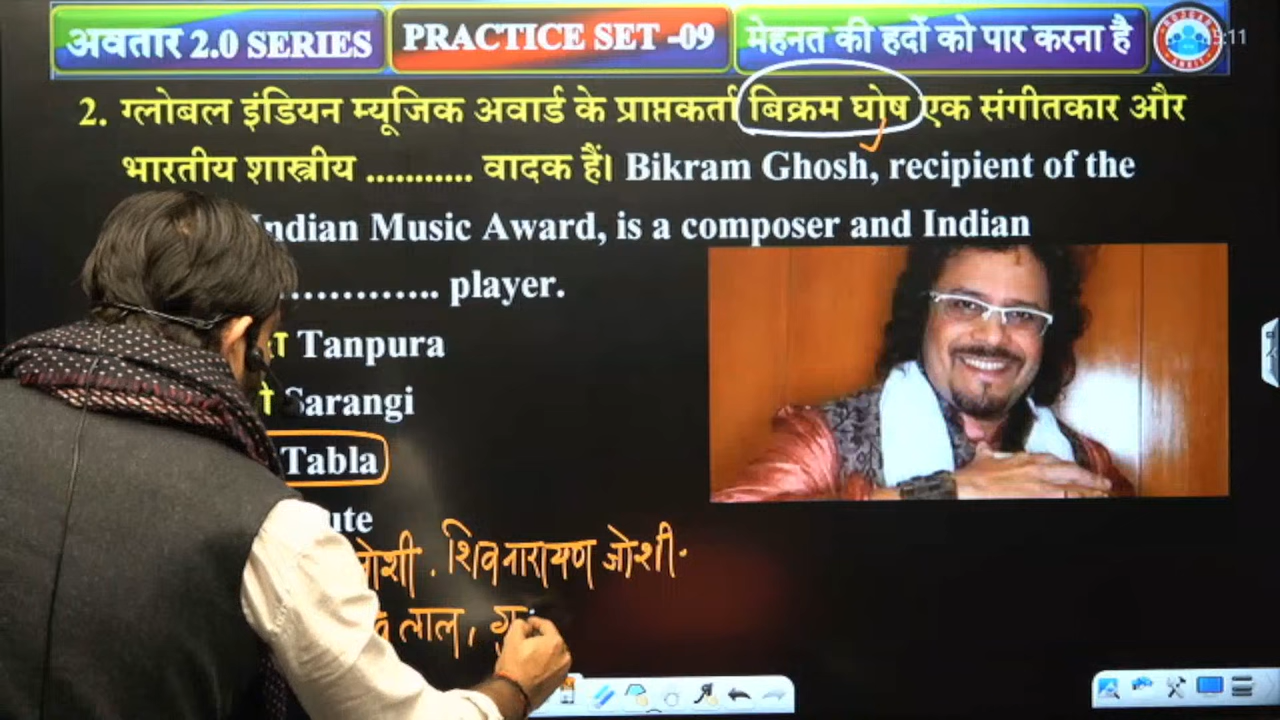 अवतार 2.0 SERIES
PRACTICE SET -09
मेहनत की हदों को पार करना है
:11
2. ग्लोबल इंडियन म्यूजिक अवार्ड के प्राप्तकर्ता बिक्रम घोष एक संगीतकार और
भारतीय शास्त्रीय ........... वादक हैं। Bikram Ghosh, recipient of the
Indian Music Award, is a composer and Indian
………….. player.
Tanpura
Sarangi
Tabla
जोशी . शिवनारायण जोशी .
लाल,